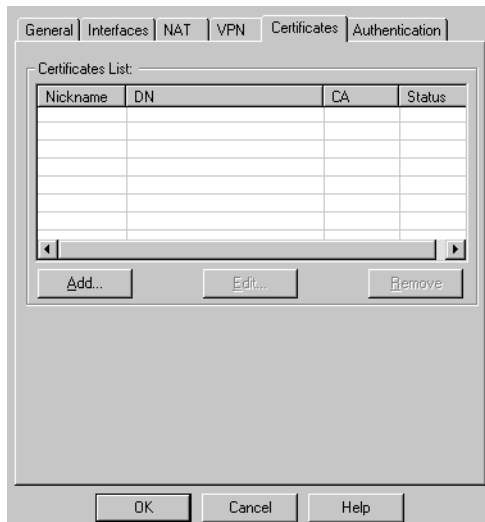 General Interfaces NAT VPN Certificates Authentication
Certificates List:
Nickname DN CA Status
Add... Edit... Remove
OK Cancel Help